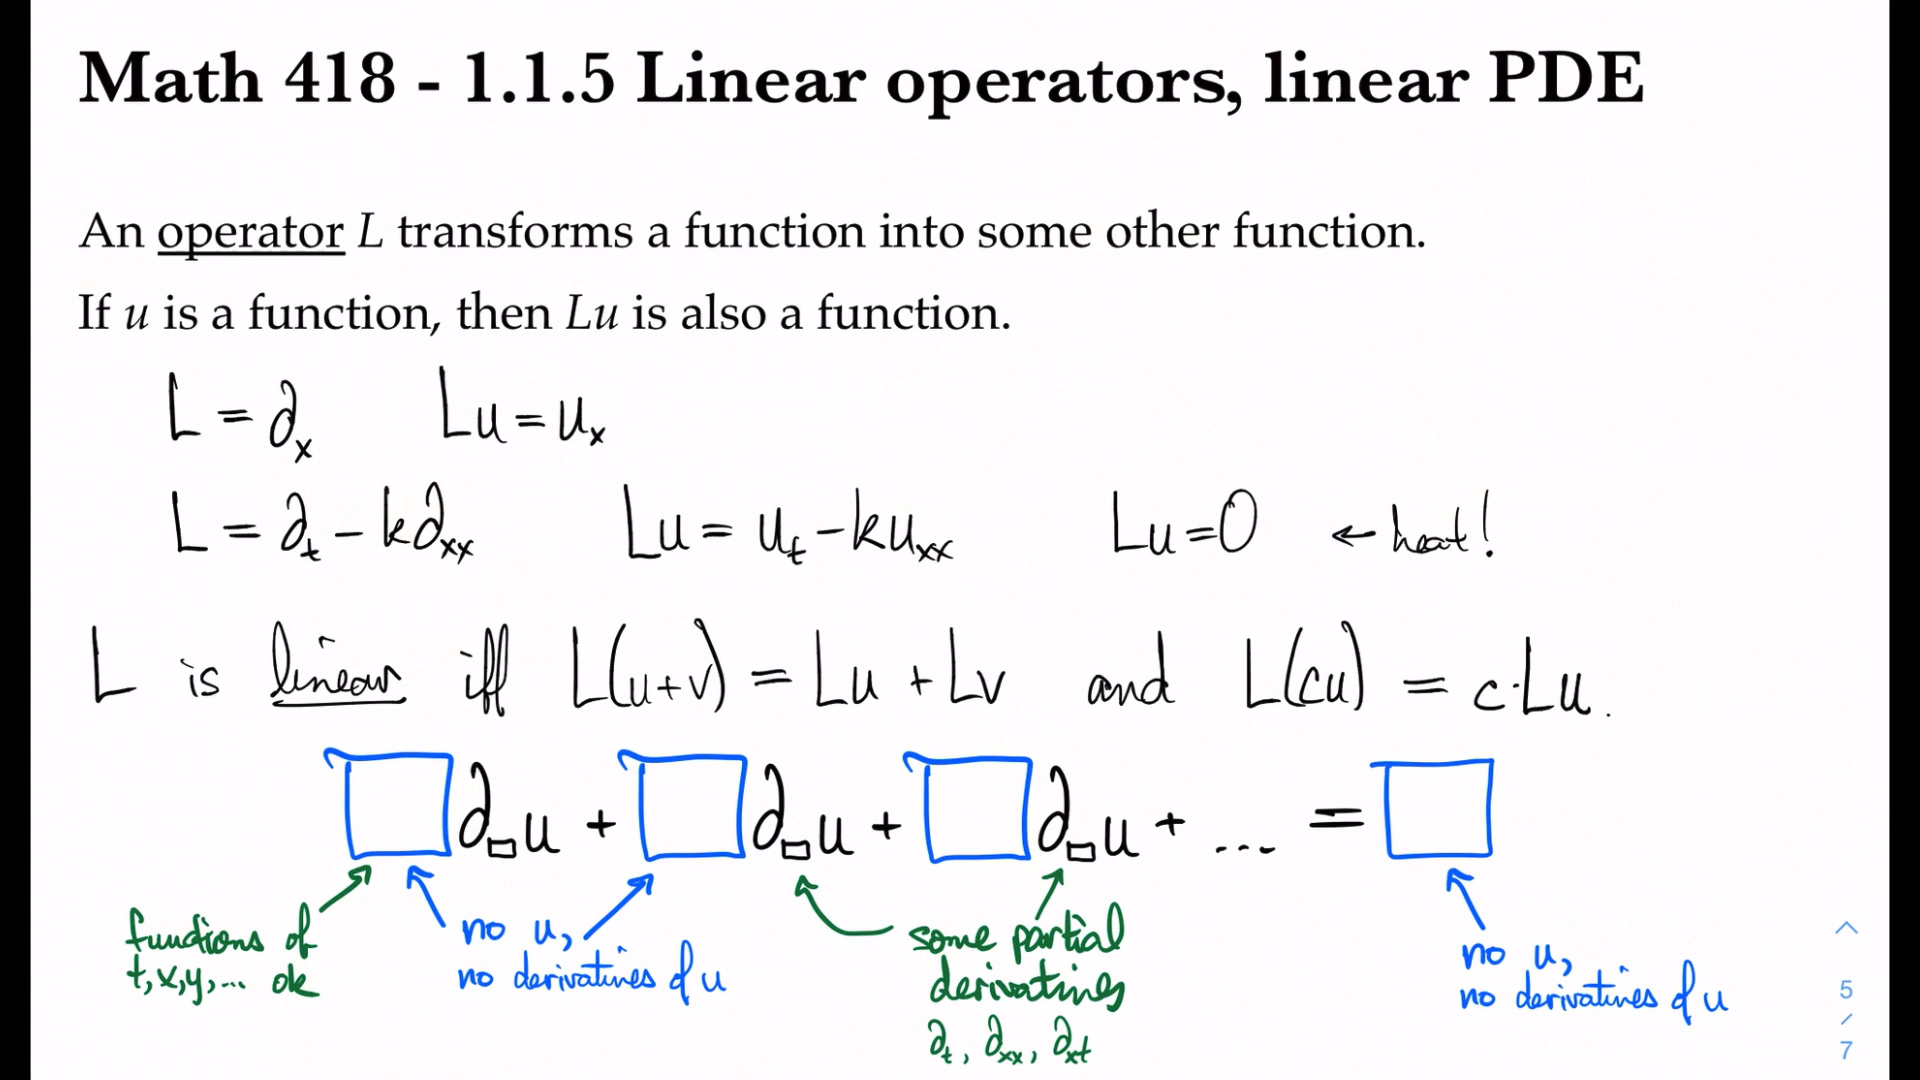 Math 418 - 1.1.5 Linear operators, linear PDE
An operator L transforms a function into some other function.
If u is a function, then Lu is also a function.
L = ∂ₓ Lu = uₓ
L = ∂ₜ − k∂ₓₓ Lu = uₜ − kuₓₓ Lu = 0 ← heat!
L is linear iff L(u+v) = Lu + Lv and L(cu) = c·Lu.
□ ∂□u + □ ∂□u + □ ∂□u + ... = □
functions of
t, x, y, ... ok
no u,
no derivatives of u
some partial
derivatives
∂ₜ, ∂ₓₓ, ∂ₓₜ
no u,
no derivatives of u
5
/
7